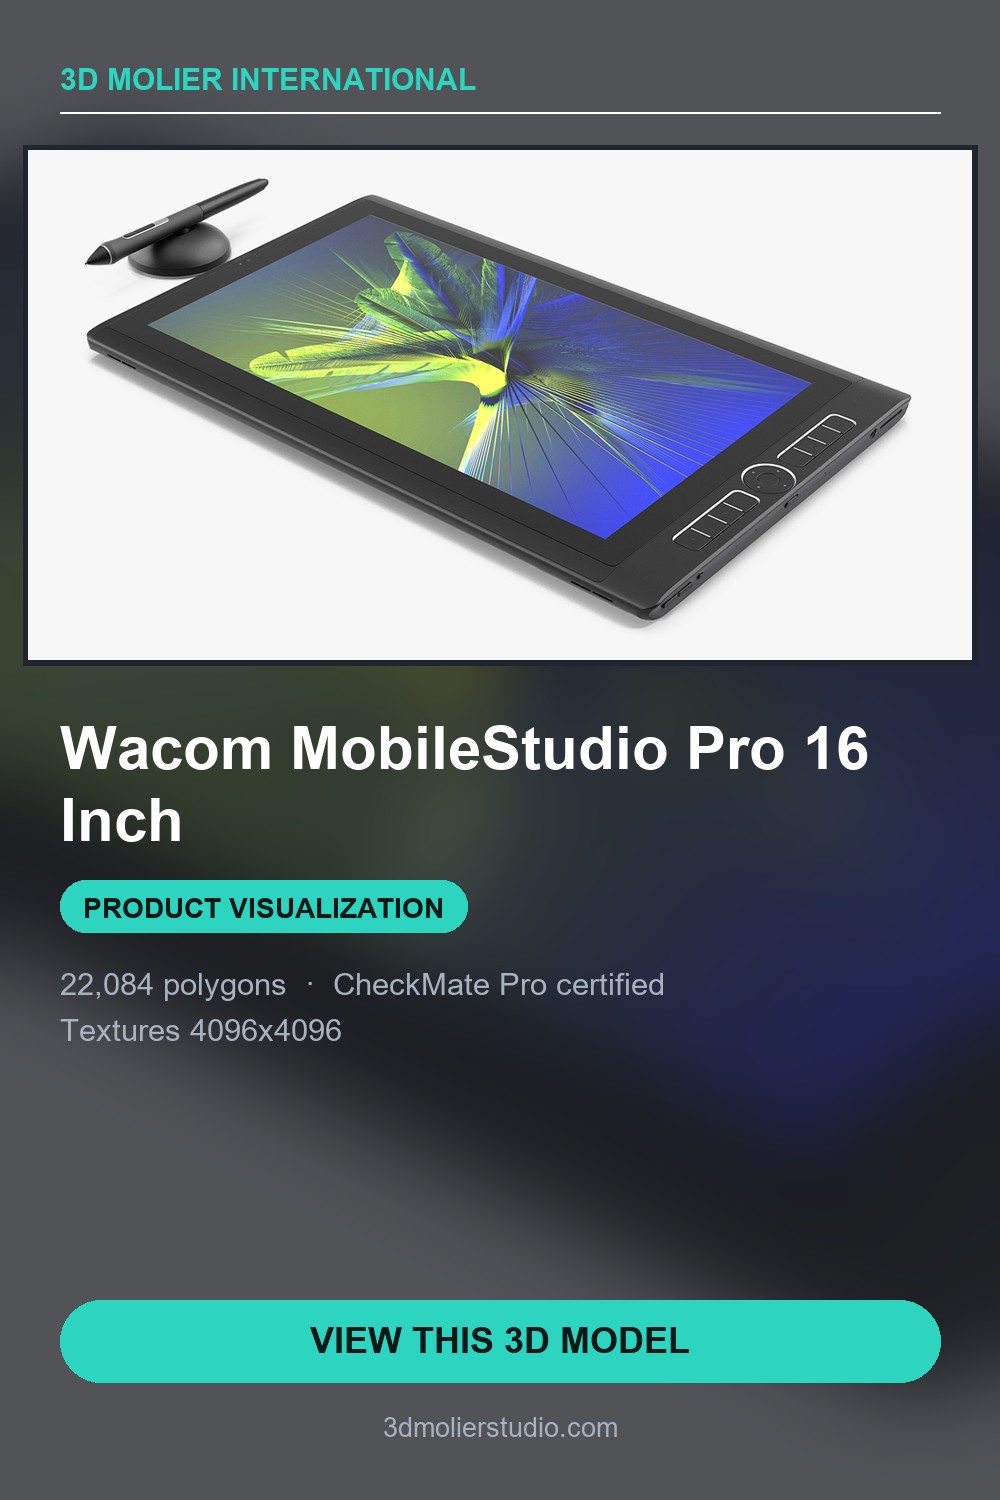 3D MOLIER INTERNATIONAL
Wacom MobileStudio Pro 16
Inch
PRODUCT VISUALIZATION
22,084 polygons · CheckMate Pro certified
Textures 4096x4096
VIEW THIS 3D MODEL
3dmolierstudio.com